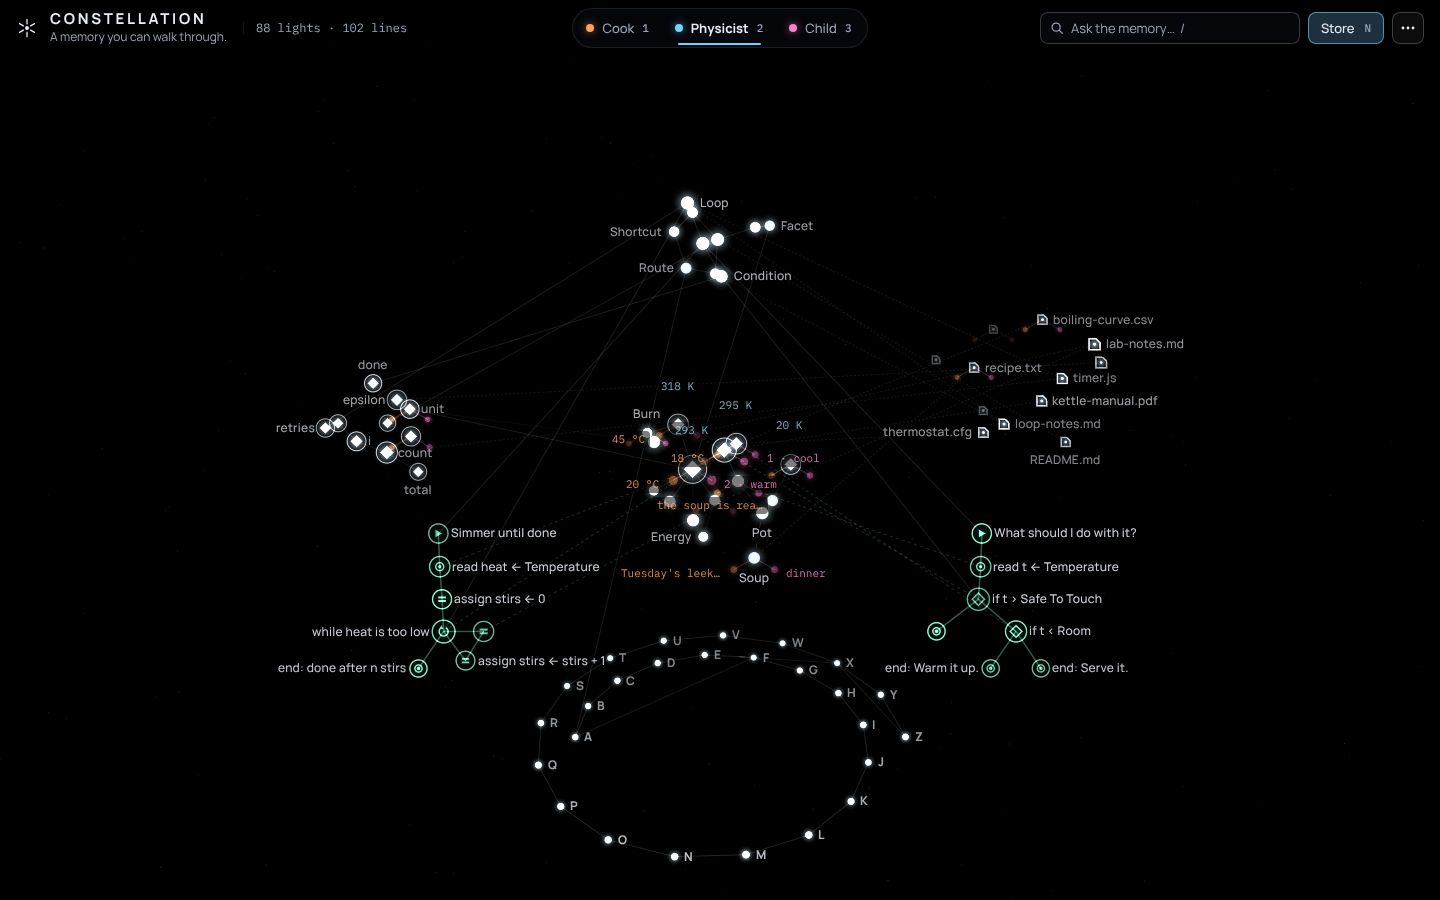 CONSTELLATION
A memory you can walk through.
88 lights · 102 lines
Cook 1
Physicist 2
Child 3
Ask the memory… /
Store N
Loop
Shortcut
Facet
Route
Condition
boiling-curve.csv
lab-notes.md
recipe.txt
timer.js
kettle-manual.pdf
loop-notes.md
thermostat.cfg
README.md
done
epsilon
unit
retries
i
count
total
318 K
295 K
Burn
293 K
20 K
45 °C
18 °C
1 · cool
20 °C
2 · warm
the soup is rea…
Energy
Pot
Tuesday's leek…
Soup
dinner
Simmer until done
read heat ← Temperature
assign stirs ← 0
while heat is too low
end: done after n stirs
assign stirs ← stirs + 1
What should I do with it?
read t ← Temperature
if t > Safe To Touch
if t < Room
end: Warm it up.
end: Serve it.
U
V
W
T
D
E
F
G
X
S
C
H
Y
B
R
A
I
Z
Q
J
P
K
O
L
N
M